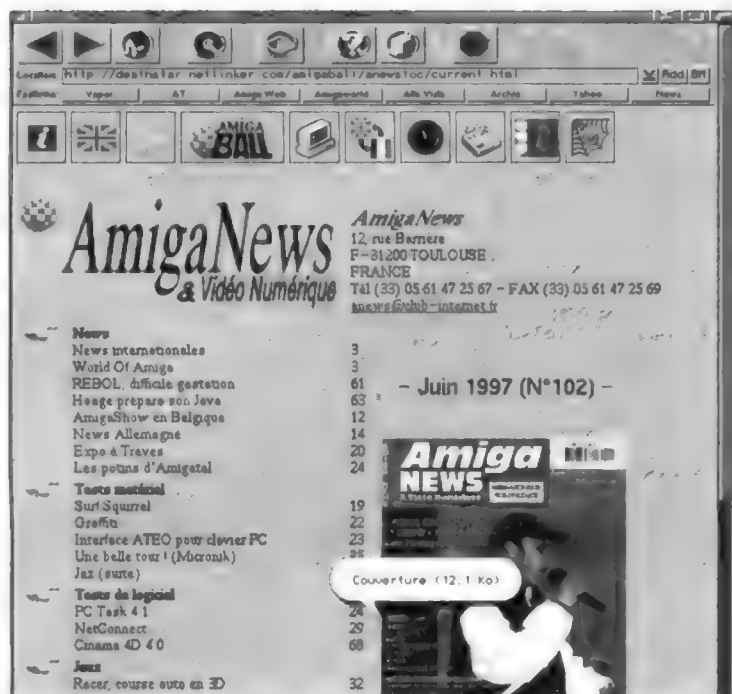 Location: http://deathstar.netlinker.com/amigaball/anewstoc/current.html Add
Vapor AT Amiga Web Archie Yahoo News
i AMIGA BALL
AmigaNews
& Vidéo Numérique
AmigaNews
12, rue Barrière
F-31200 TOULOUSE
FRANCE
Tél (33) 05 61 47 25 67 - FAX (33) 05 61 47 25 69
anews@club-internet.fr
- Juin 1997 (N°102) -
News
News internationales 3
World Of Amiga 3
REBOL, difficile gestation 61
Haage prépare son Java 63
AmigaShow en Belgique 12
News Allemagne 14
Expo à Treves 20
Les potins d'Amigatel 24
Tests matériel
Surf Squirrel 19
Graffiti 22
Interface ATEO pour clavier PC 23
Une belle tour ! (Micronik) 25
Jaz (suite)
Tests de logiciel
PC Task 4.1 24
NetConnect 29
Cinema 4D 4.0 68
Jeux
Racer, course auto en 3D 32
Amiga
NEWS
Couverture (12,1 Ko)